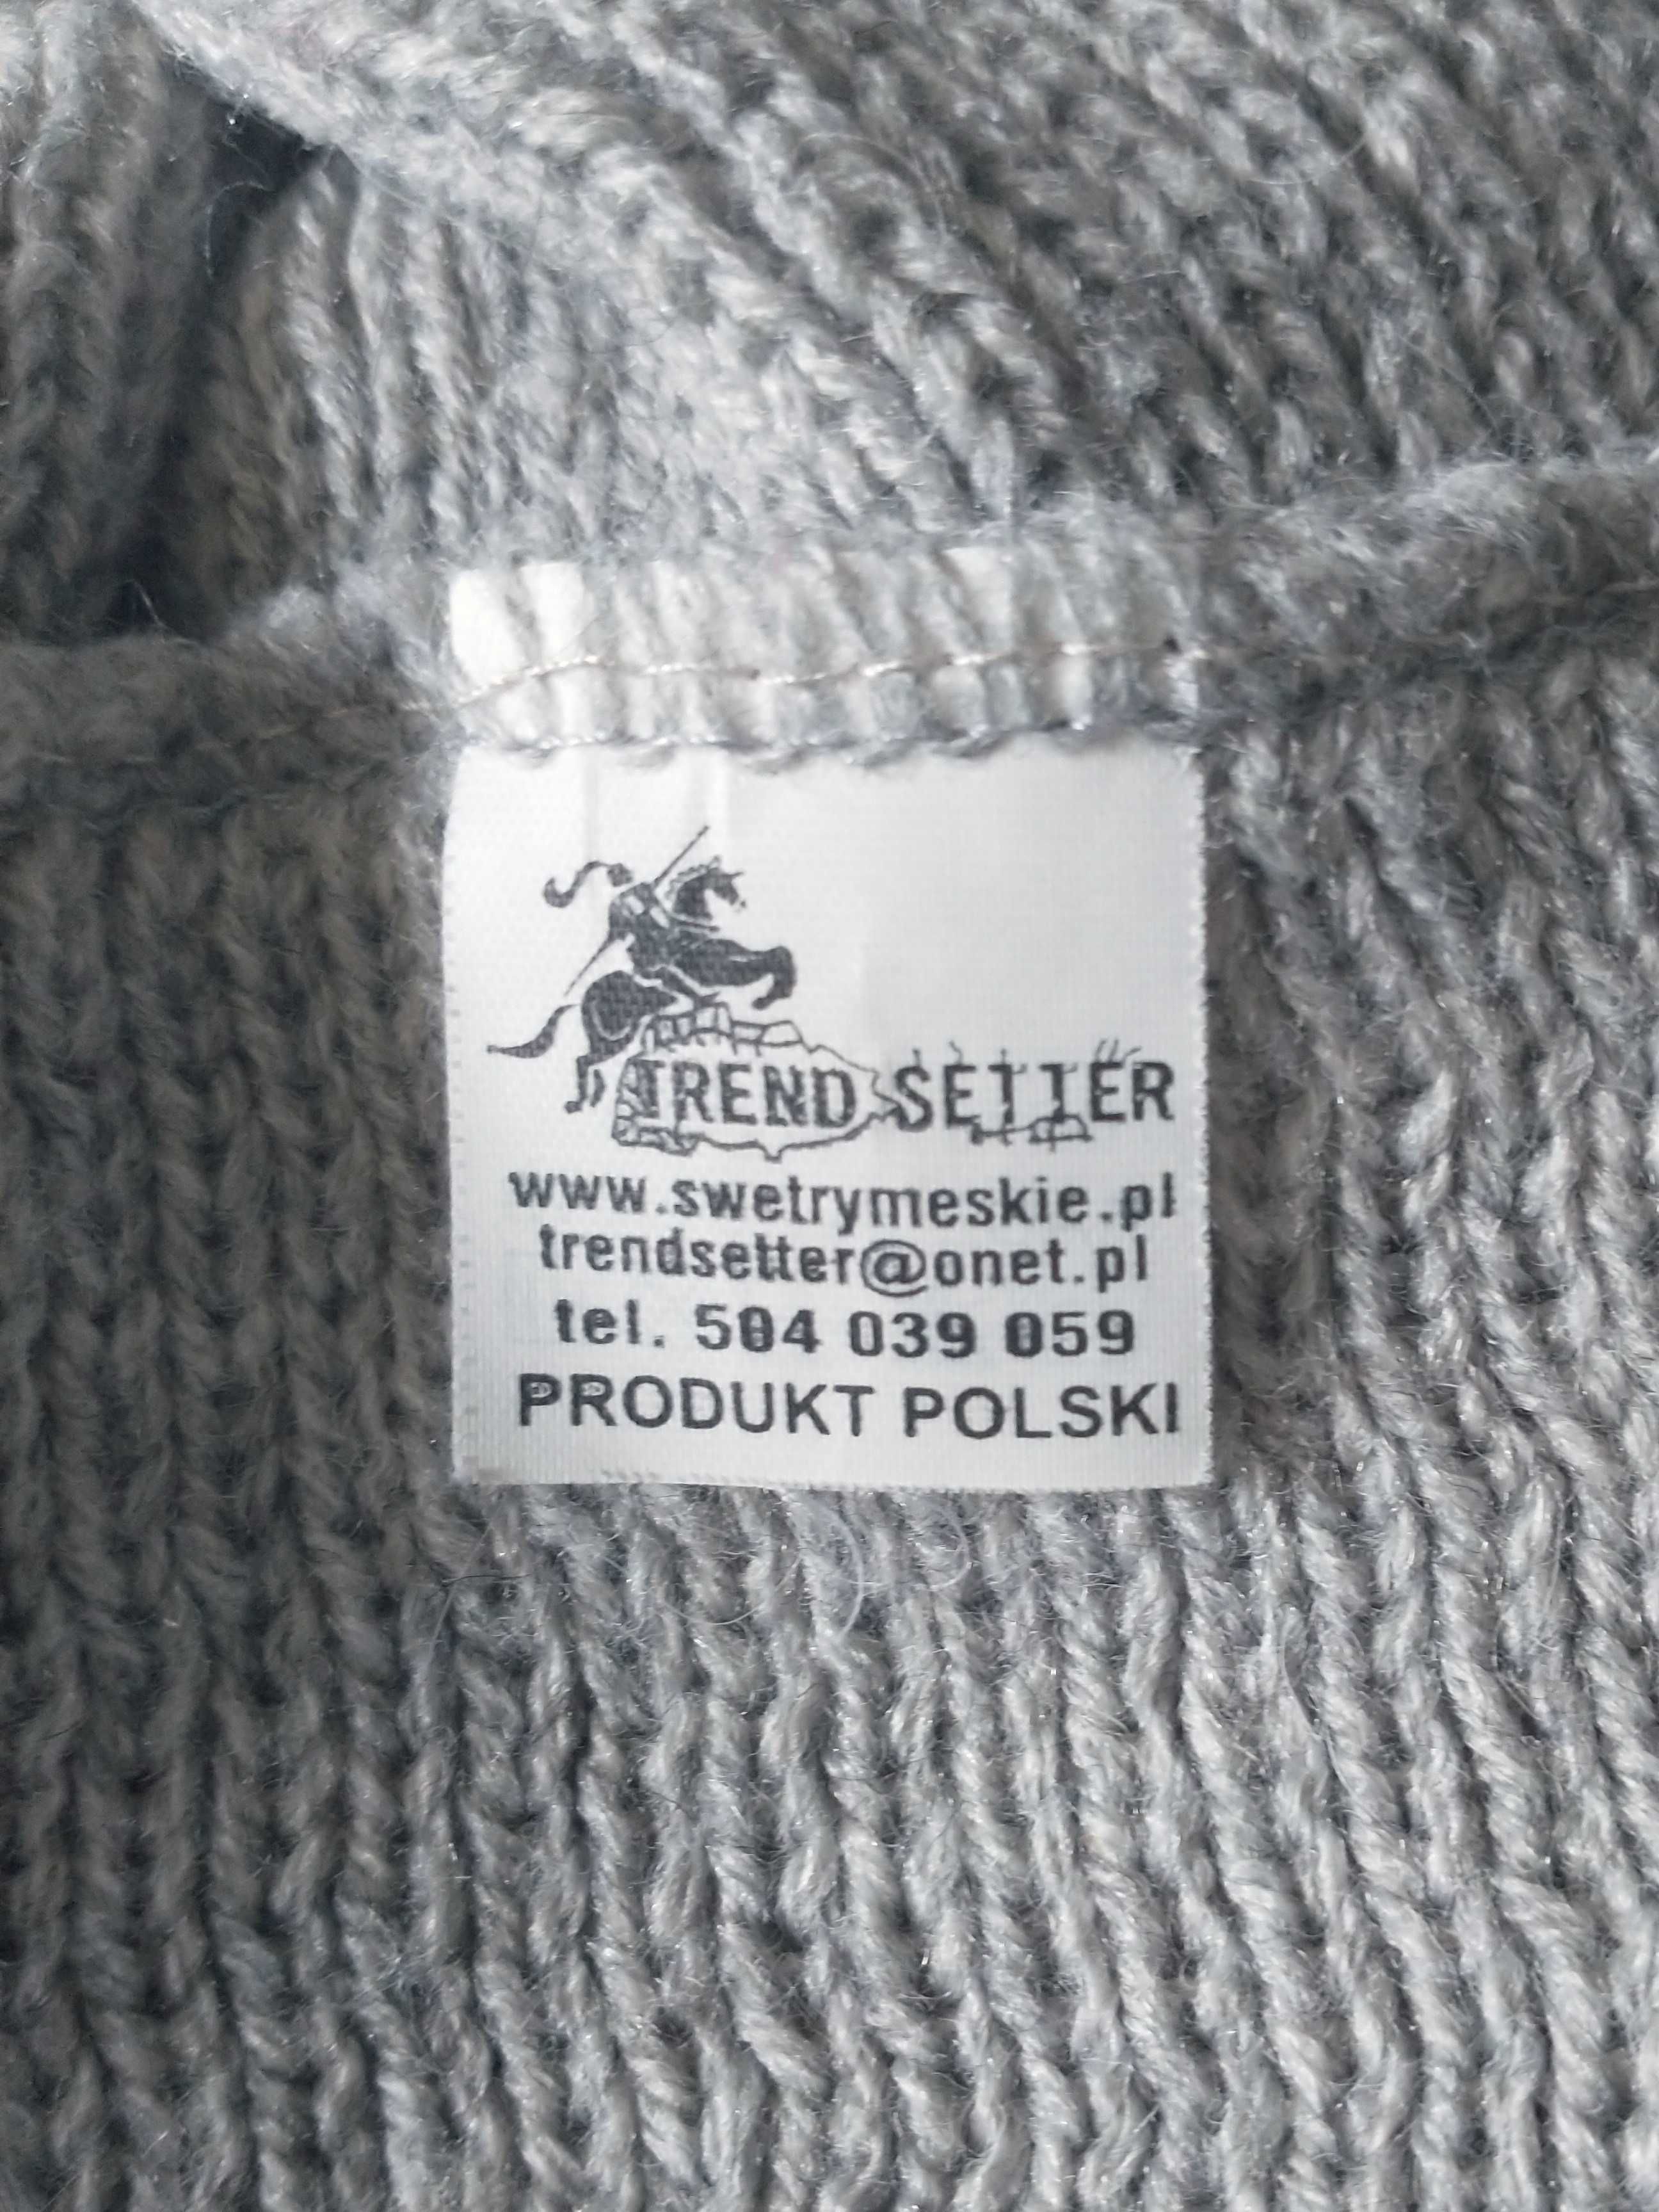 TREND SETTER
www.swetrymeskie.pl
trendsetter@onet.pl
tel. 504 039 059
PRODUKT POLSKI